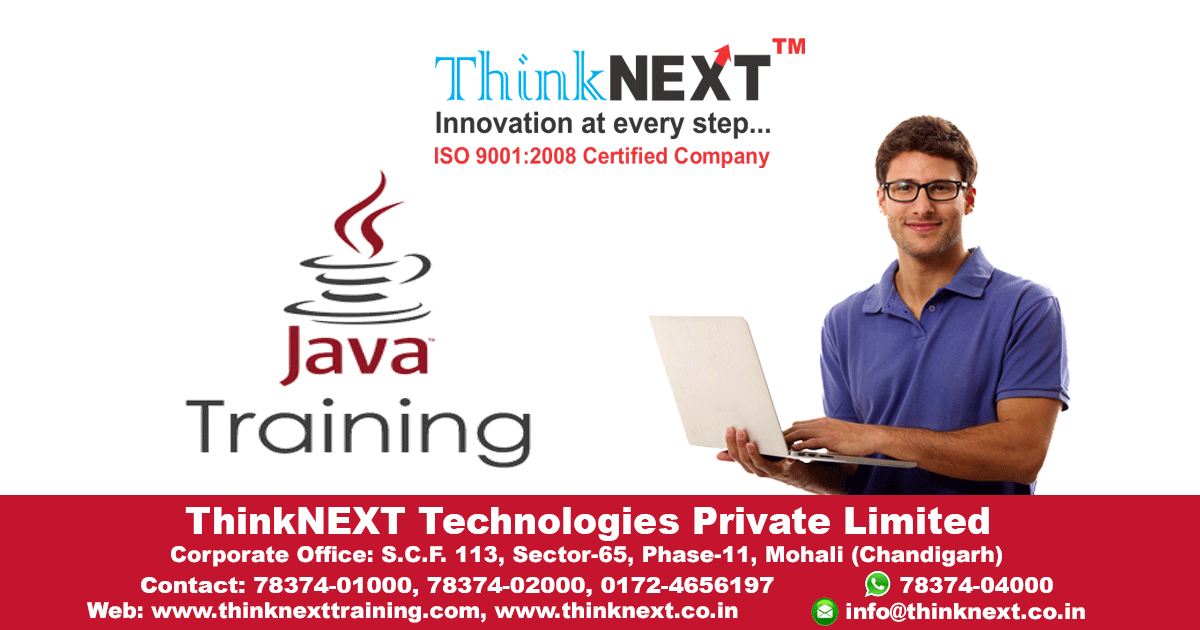 ThinkNEXT™
Innovation at every step...
ISO 9001:2008 Certified Company
Java™
Training
ThinkNEXT Technologies Private Limited
Corporate Office: S.C.F. 113, Sector-65, Phase-11, Mohali (Chandigarh)
Contact: 78374-01000, 78374-02000, 0172-4656197 78374-04000
Web: www.thinknexttraining.com, www.thinknext.co.in info@thinknext.co.in